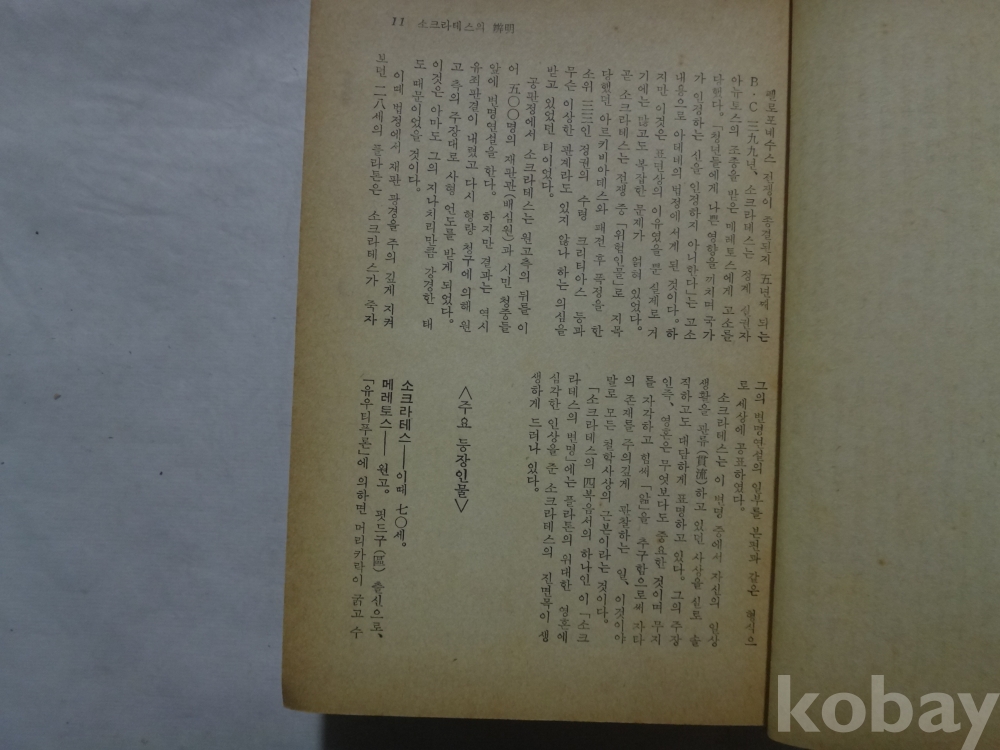 11 소크라테스의 辨明
펠로포네수스 전쟁이 종결된지 五년째 되는
B·C 三九九년, 소크라테스는 정계 실권자
아뉴토스의 조종을 받은 메레토스에게 고소를
당했다. 「청년들에게 나쁜 영향을 끼치며 국가
가 인정하는 신을 인정하지 아니한다」는 고소
내용으로 아테네의 법정에 서게 된 것이다. 하
지만 이것은 표면상의 이유였을 뿐 실제로 거
기에는 많고도 복잡한 문제가 얽혀 있었다.
곧 소크라테스는 전쟁 중 「위험인물」로 지목
당했던 아르키비아데스와 패전 후 폭정을 한
소위 三三인 정권의 수령 크리티아스 등과
무슨 이상한 관계라도 있지 않나 하는 의심을
받고 있었던 터이었다.
공판정에서 소크라테스는 원고측의 뒤를 이
어 五〇〇명의 재판관(배심원)과 시민 청중들
앞에 변명연설을 한다. 하지만 결과는 역시
유죄판결이 내렸고 다시 형량 청구에 의해 원
고 측의 주장대로 사형 언도를 받게 되었다.
이것은 아마도 그의 지나치리만큼 강경한 태
도 때문이었을 것이다.
이때 법정에서 재판 광경을 주의 깊게 지켜
보던 二八세의 플라톤은 소크라테스가 죽자
그의 변명연설의 일부를 본편과 같은 형식으
로 세상에 공표하였다.
소크라테스는 이 변명 중에서 자신의 일상
생활을 관류(貫流)하고 있던 사상을 실로 솔
직하고도 대담하게 표명하고 있다. 그의 주장
인즉, 영혼은 무엇보다도 중요한 것이며 무지
를 자각하고 힘써 「앎」을 추구함으로써 자타
의 존재를 주의깊게 관찰하는 일, 이것이야
말로 모든 철학사상의 근본이라는 것이다.
「소크라테스의 四복음서의 하나인 이 「소크
라테스의 변명」에는 플라톤의 위대한 영혼에
심각한 인상을 준 소크라테스의 진면목이 생
생하게 드러나 있다.
〈주요 등장인물〉
소크라테스――이때 七〇세.
메레토스――원고. 핏드구(區) 출신으로,
「유우티푸론」에 의하면 머리카락이 굵고 수
kobay